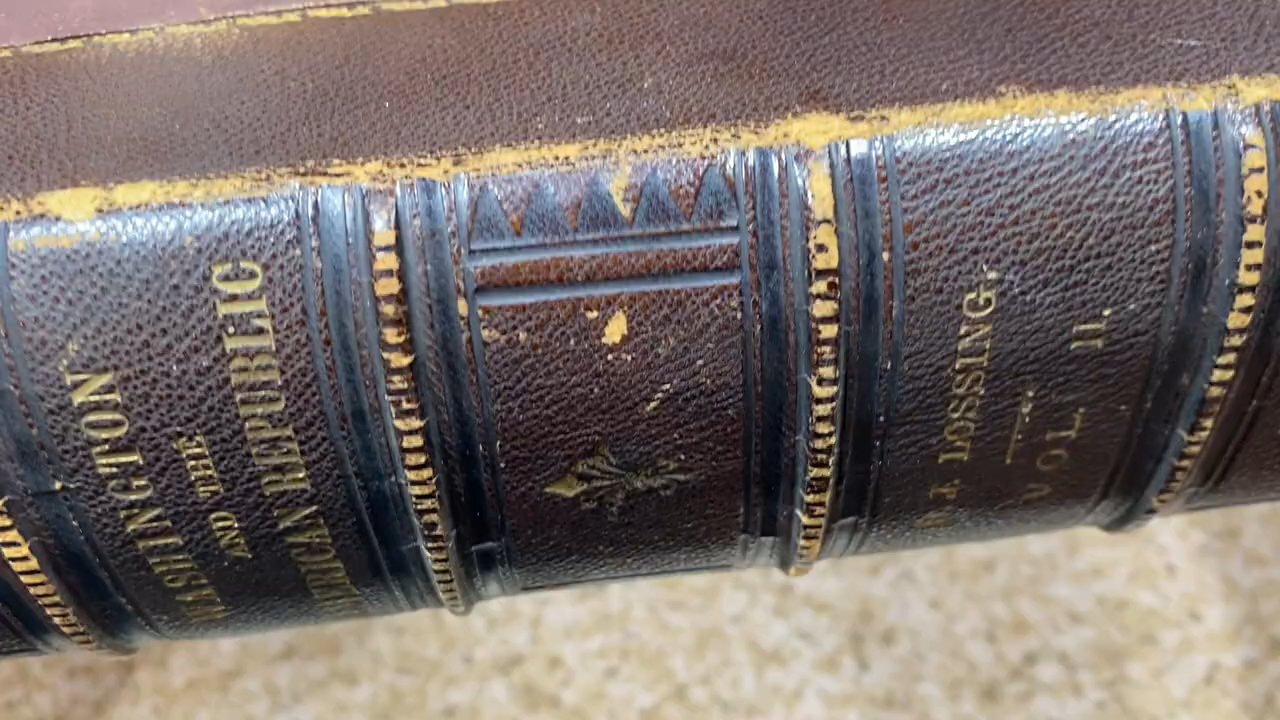 WASHINGTON
AND THE
AMERICAN REPUBLIC
B. J. LOSSING.
VOL. II.